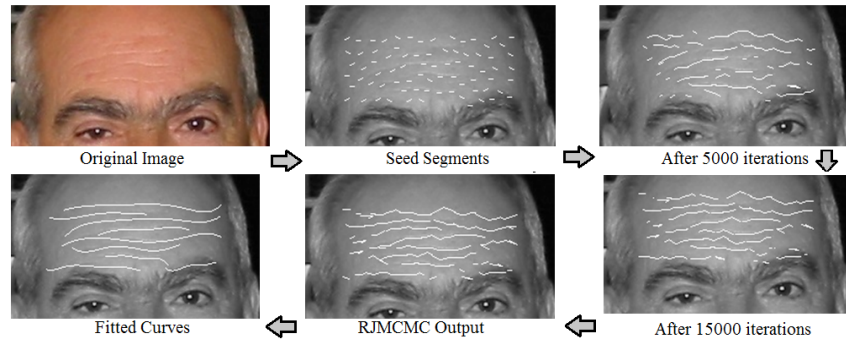 Original Image
Seed Segments
After 5000 iterations
Fitted Curves
RJMCMC Output
After 15000 iterations